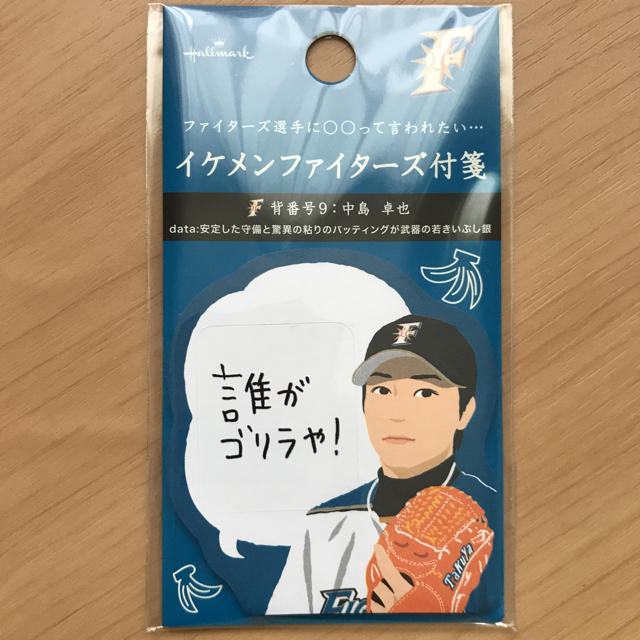 Hallmark
F
ファイターズ選手に○○って言われたい…
イケメンファイターズ付箋
F 背番号9：中島 卓也
data:安定した守備と驚異の粘りのバッティングが武器の若きいぶし銀
F
誰が
ゴリラや！
Takuya